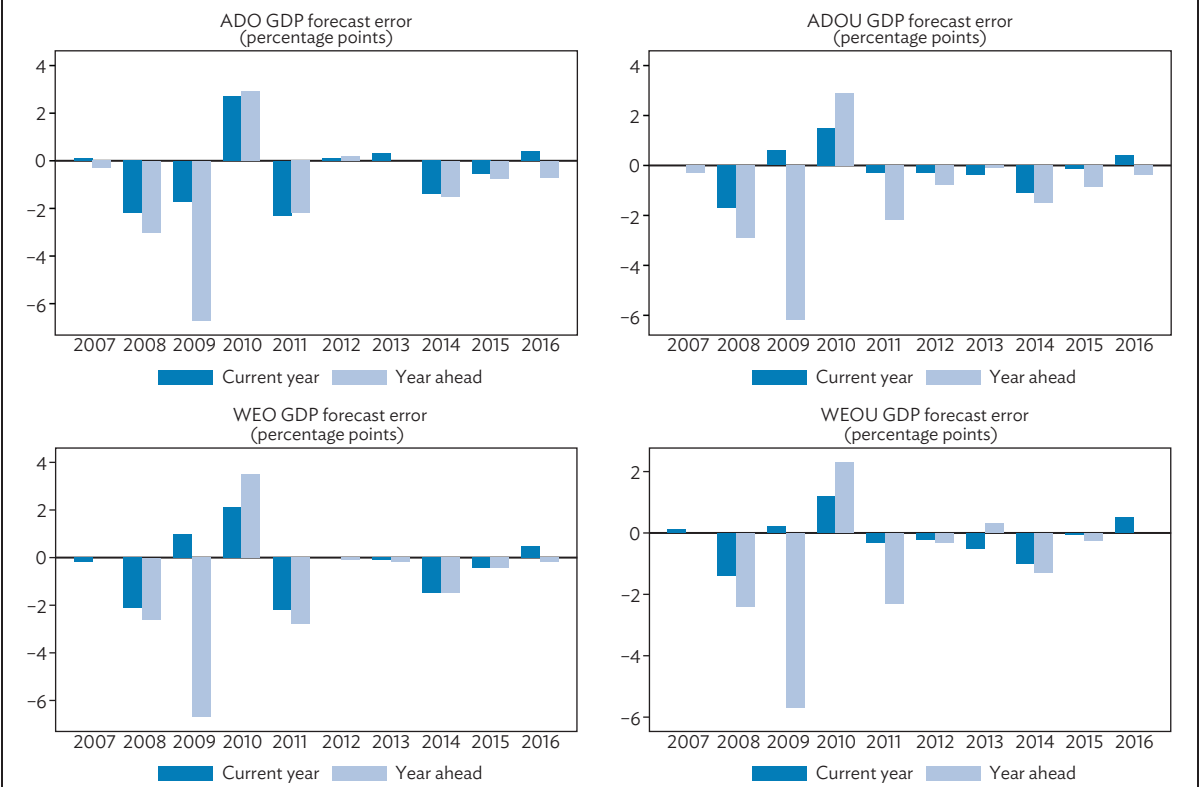 ADO GDP forecast error
(percentage points)
4
2
0
−2
−4
−6
2007 2008 2009 2010 2011 2012 2013 2014 2015 2016
Current year Year ahead
ADOU GDP forecast error
(percentage points)
4
2
0
−2
−4
−6
2007 2008 2009 2010 2011 2012 2013 2014 2015 2016
Current year Year ahead
WEO GDP forecast error
(percentage points)
4
2
0
−2
−4
−6
2007 2008 2009 2010 2011 2012 2013 2014 2015 2016
Current year Year ahead
WEOU GDP forecast error
(percentage points)
2
0
−2
−4
−6
2007 2008 2009 2010 2011 2012 2013 2014 2015 2016
Current year Year ahead